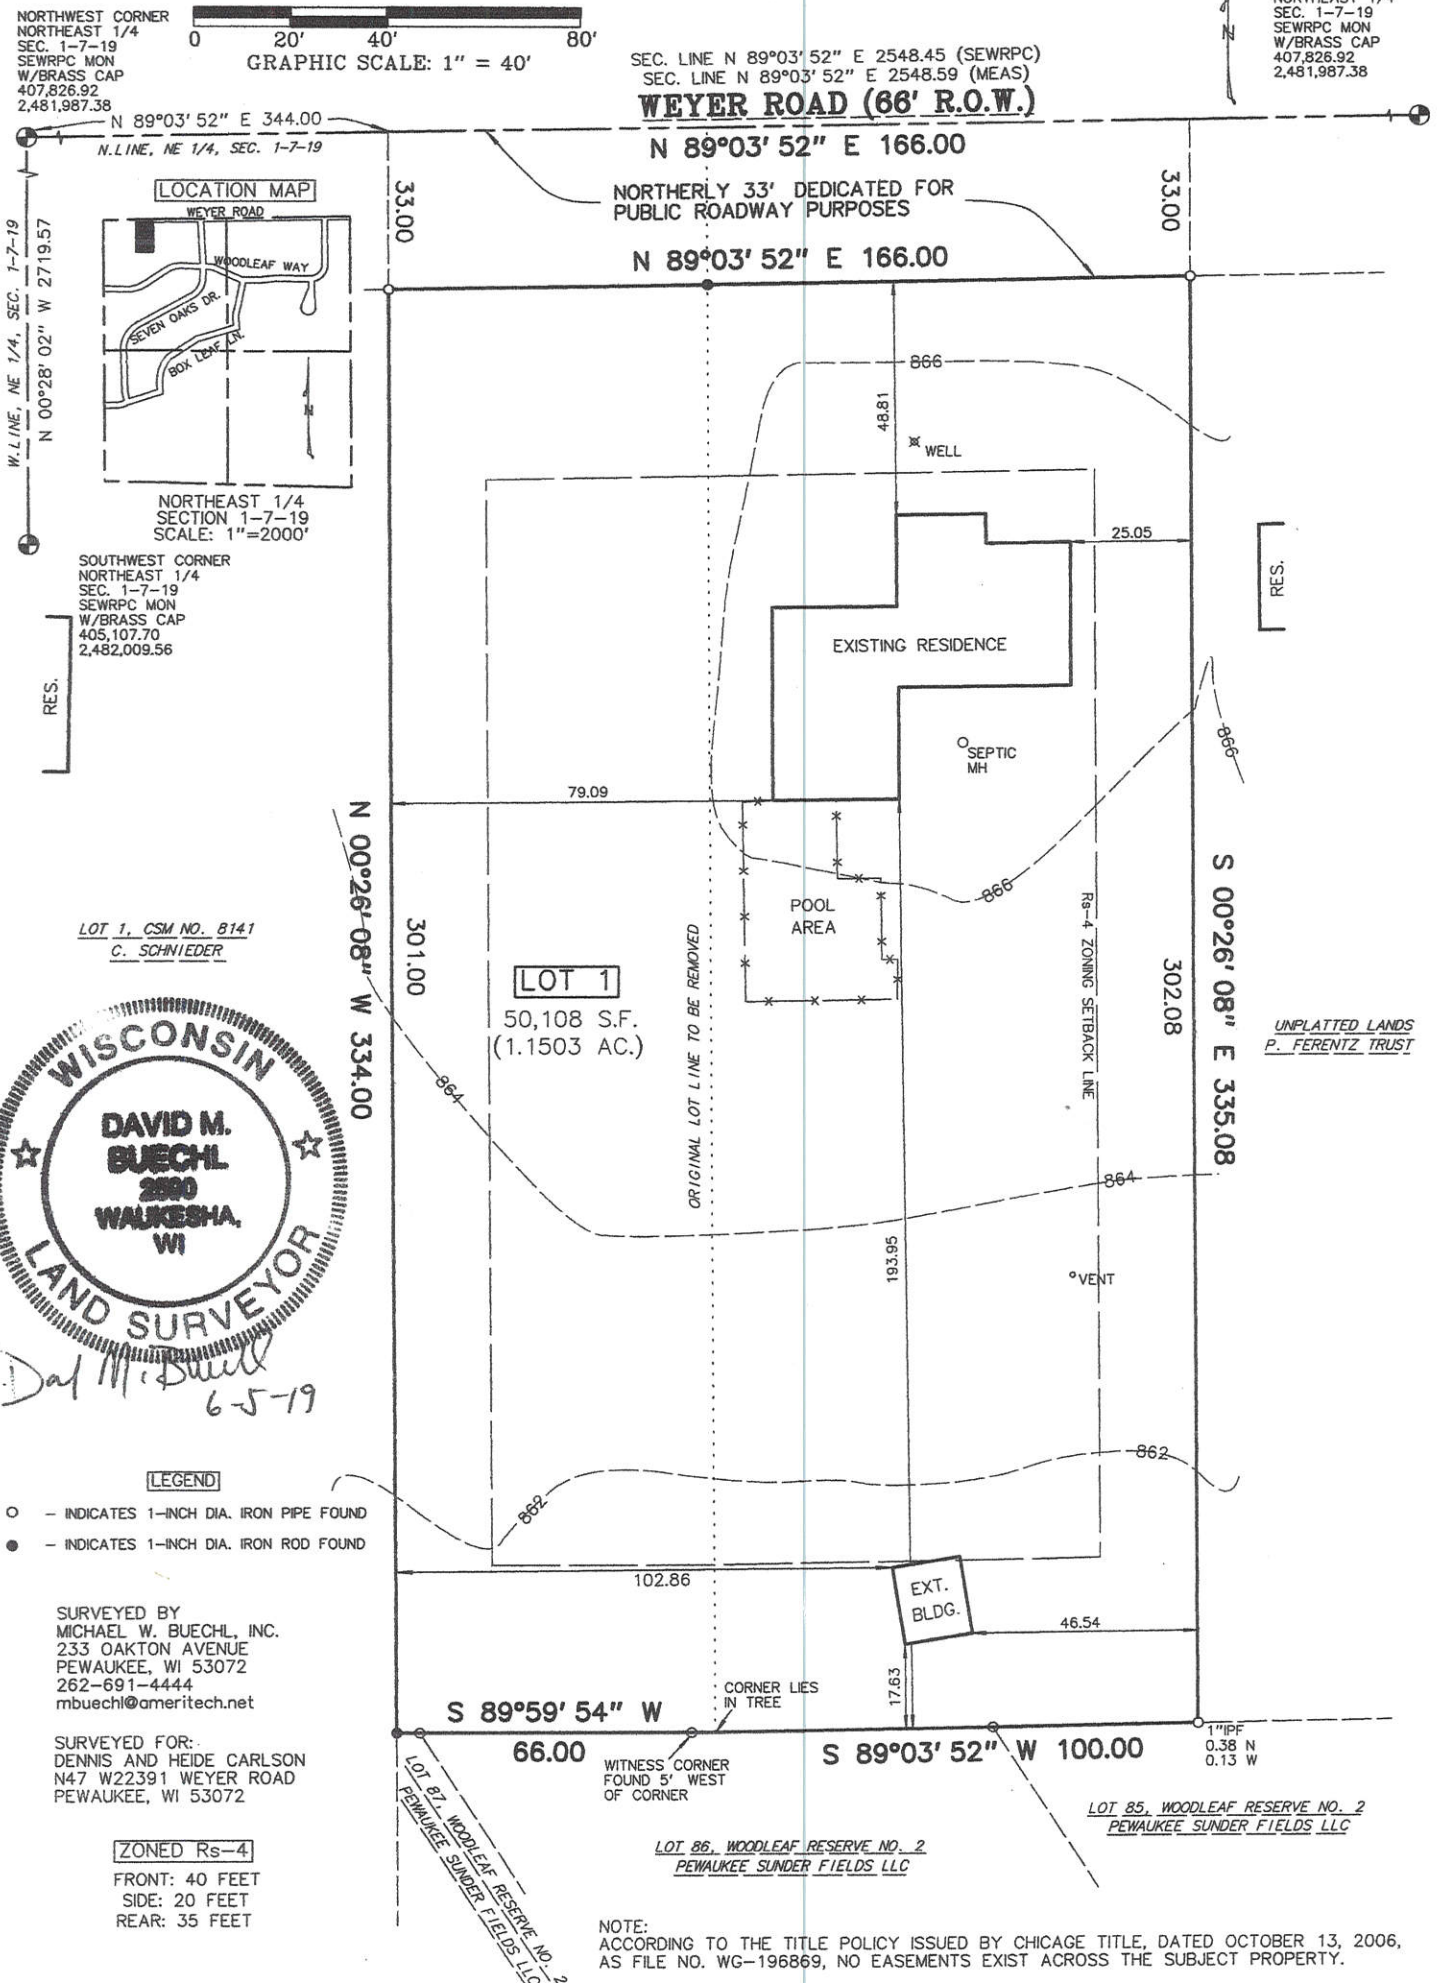 NORTHWEST CORNER
NORTHEAST 1/4
SEC. 1-7-19
SEWRPC MON
W/BRASS CAP
407,826.92
2,481,987.38
0 20' 40' 80'
GRAPHIC SCALE: 1" = 40'
SEC. LINE N 89°03'52" E 2548.45 (SEWRPC)
SEC. LINE N 89°03'52" E 2548.59 (MEAS)
WEYER ROAD (66' R.O.W.)
N
SEC. 1-7-19
SEWRPC MON
W/BRASS CAP
407,826.92
2,481,987.38
N 89°03'52" E 344.00
N.LINE, NE 1/4, SEC. 1-7-19
N 89°03'52" E 166.00
NORTHERLY 33' DEDICATED FOR
PUBLIC ROADWAY PURPOSES
33.00
33.00
N 89°03'52" E 166.00
W.LINE, NE 1/4, SEC. 1-7-19
N 00°28'02" W 2719.57
LOCATION MAP
WEYER ROAD
WOODLEAF WAY
SEVEN OAKS DR.
BOX LEAF LN.
N
NORTHEAST 1/4
SECTION 1-7-19
SCALE: 1"=2000'
SOUTHWEST CORNER
NORTHEAST 1/4
SEC. 1-7-19
SEWRPC MON
W/BRASS CAP
405,107.70
2,482,009.56
RES.
866
48.81
WELL
25.05
RES.
EXISTING RESIDENCE
SEPTIC
MH
866
79.09
866
POOL
AREA
N 00°26'08" W 334.00
301.00
LOT 1, CSM NO. 8141
C. SCHNIEDER
LOT 1
50,108 S.F.
(1.1503 AC.)
ORIGINAL LOT LINE TO BE REMOVED
Rs-4 ZONING SETBACK LINE
302.08
S 00°26'08" E 335.08
UNPLATTED LANDS
P. FERENTZ TRUST
WISCONSIN
DAVID M.
BUECHL
2590
WAUKESHA,
WI
LAND SURVEYOR
6-5-19
864
864
193.95
VENT
862
862
LEGEND
– INDICATES 1-INCH DIA. IRON PIPE FOUND
– INDICATES 1-INCH DIA. IRON ROD FOUND
102.86
EXT.
BLDG.
46.54
17.63
SURVEYED BY
MICHAEL W. BUECHL, INC.
233 OAKTON AVENUE
PEWAUKEE, WI 53072
262-691-4444
mbuechl@ameritech.net
CORNER LIES
IN TREE
S 89°59'54" W
66.00
WITNESS CORNER
FOUND 5' WEST
OF CORNER
S 89°03'52" W 100.00
1"IPF
0.38 N
0.13 W
SURVEYED FOR:
DENNIS AND HEIDE CARLSON
N47 W22391 WEYER ROAD
PEWAUKEE, WI 53072
LOT 87, WOODLEAF RESERVE NO. 2
PEWAUKEE SUNDER FIELDS LLC
LOT 86, WOODLEAF RESERVE NO. 2
PEWAUKEE SUNDER FIELDS LLC
LOT 85, WOODLEAF RESERVE NO. 2
PEWAUKEE SUNDER FIELDS LLC
ZONED Rs-4
FRONT: 40 FEET
SIDE: 20 FEET
REAR: 35 FEET
NOTE:
ACCORDING TO THE TITLE POLICY ISSUED BY CHICAGE TITLE, DATED OCTOBER 13, 2006,
AS FILE NO. WG-196869, NO EASEMENTS EXIST ACROSS THE SUBJECT PROPERTY.